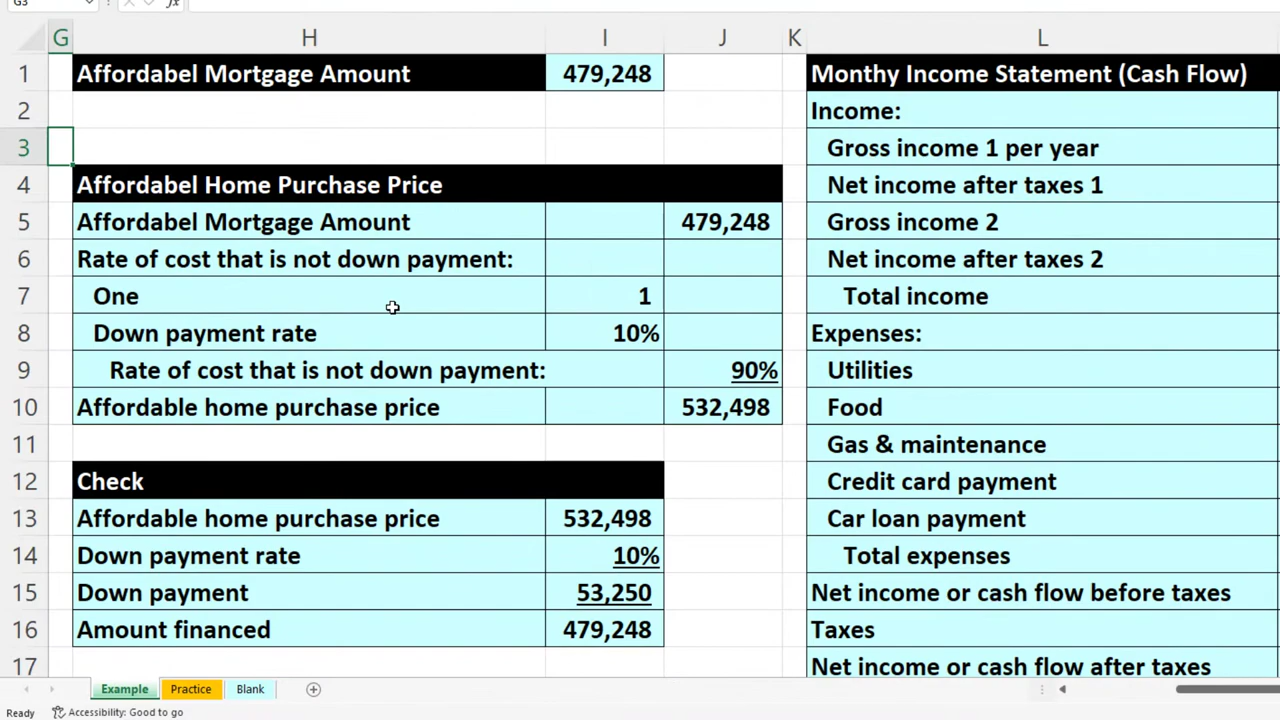 G3
fx
G H I J K L
1 Affordabel Mortgage Amount 479,248 Monthy Income Statement (Cash Flow)
2 Income:
3 Gross income 1 per year
4 Affordabel Home Purchase Price Net income after taxes 1
5 Affordabel Mortgage Amount 479,248 Gross income 2
6 Rate of cost that is not down payment: Net income after taxes 2
7 One 1 Total income
8 Down payment rate 10% Expenses:
9 Rate of cost that is not down payment: 90% Utilities
10 Affordable home purchase price 532,498 Food
11 Gas & maintenance
12 Check Credit card payment
13 Affordable home purchase price 532,498 Car loan payment
14 Down payment rate 10% Total expenses
15 Down payment 53,250 Net income or cash flow before taxes
16 Amount financed 479,248 Taxes
17 Net income or cash flow after taxes
Example Practice Blank
Ready Accessibility: Good to go